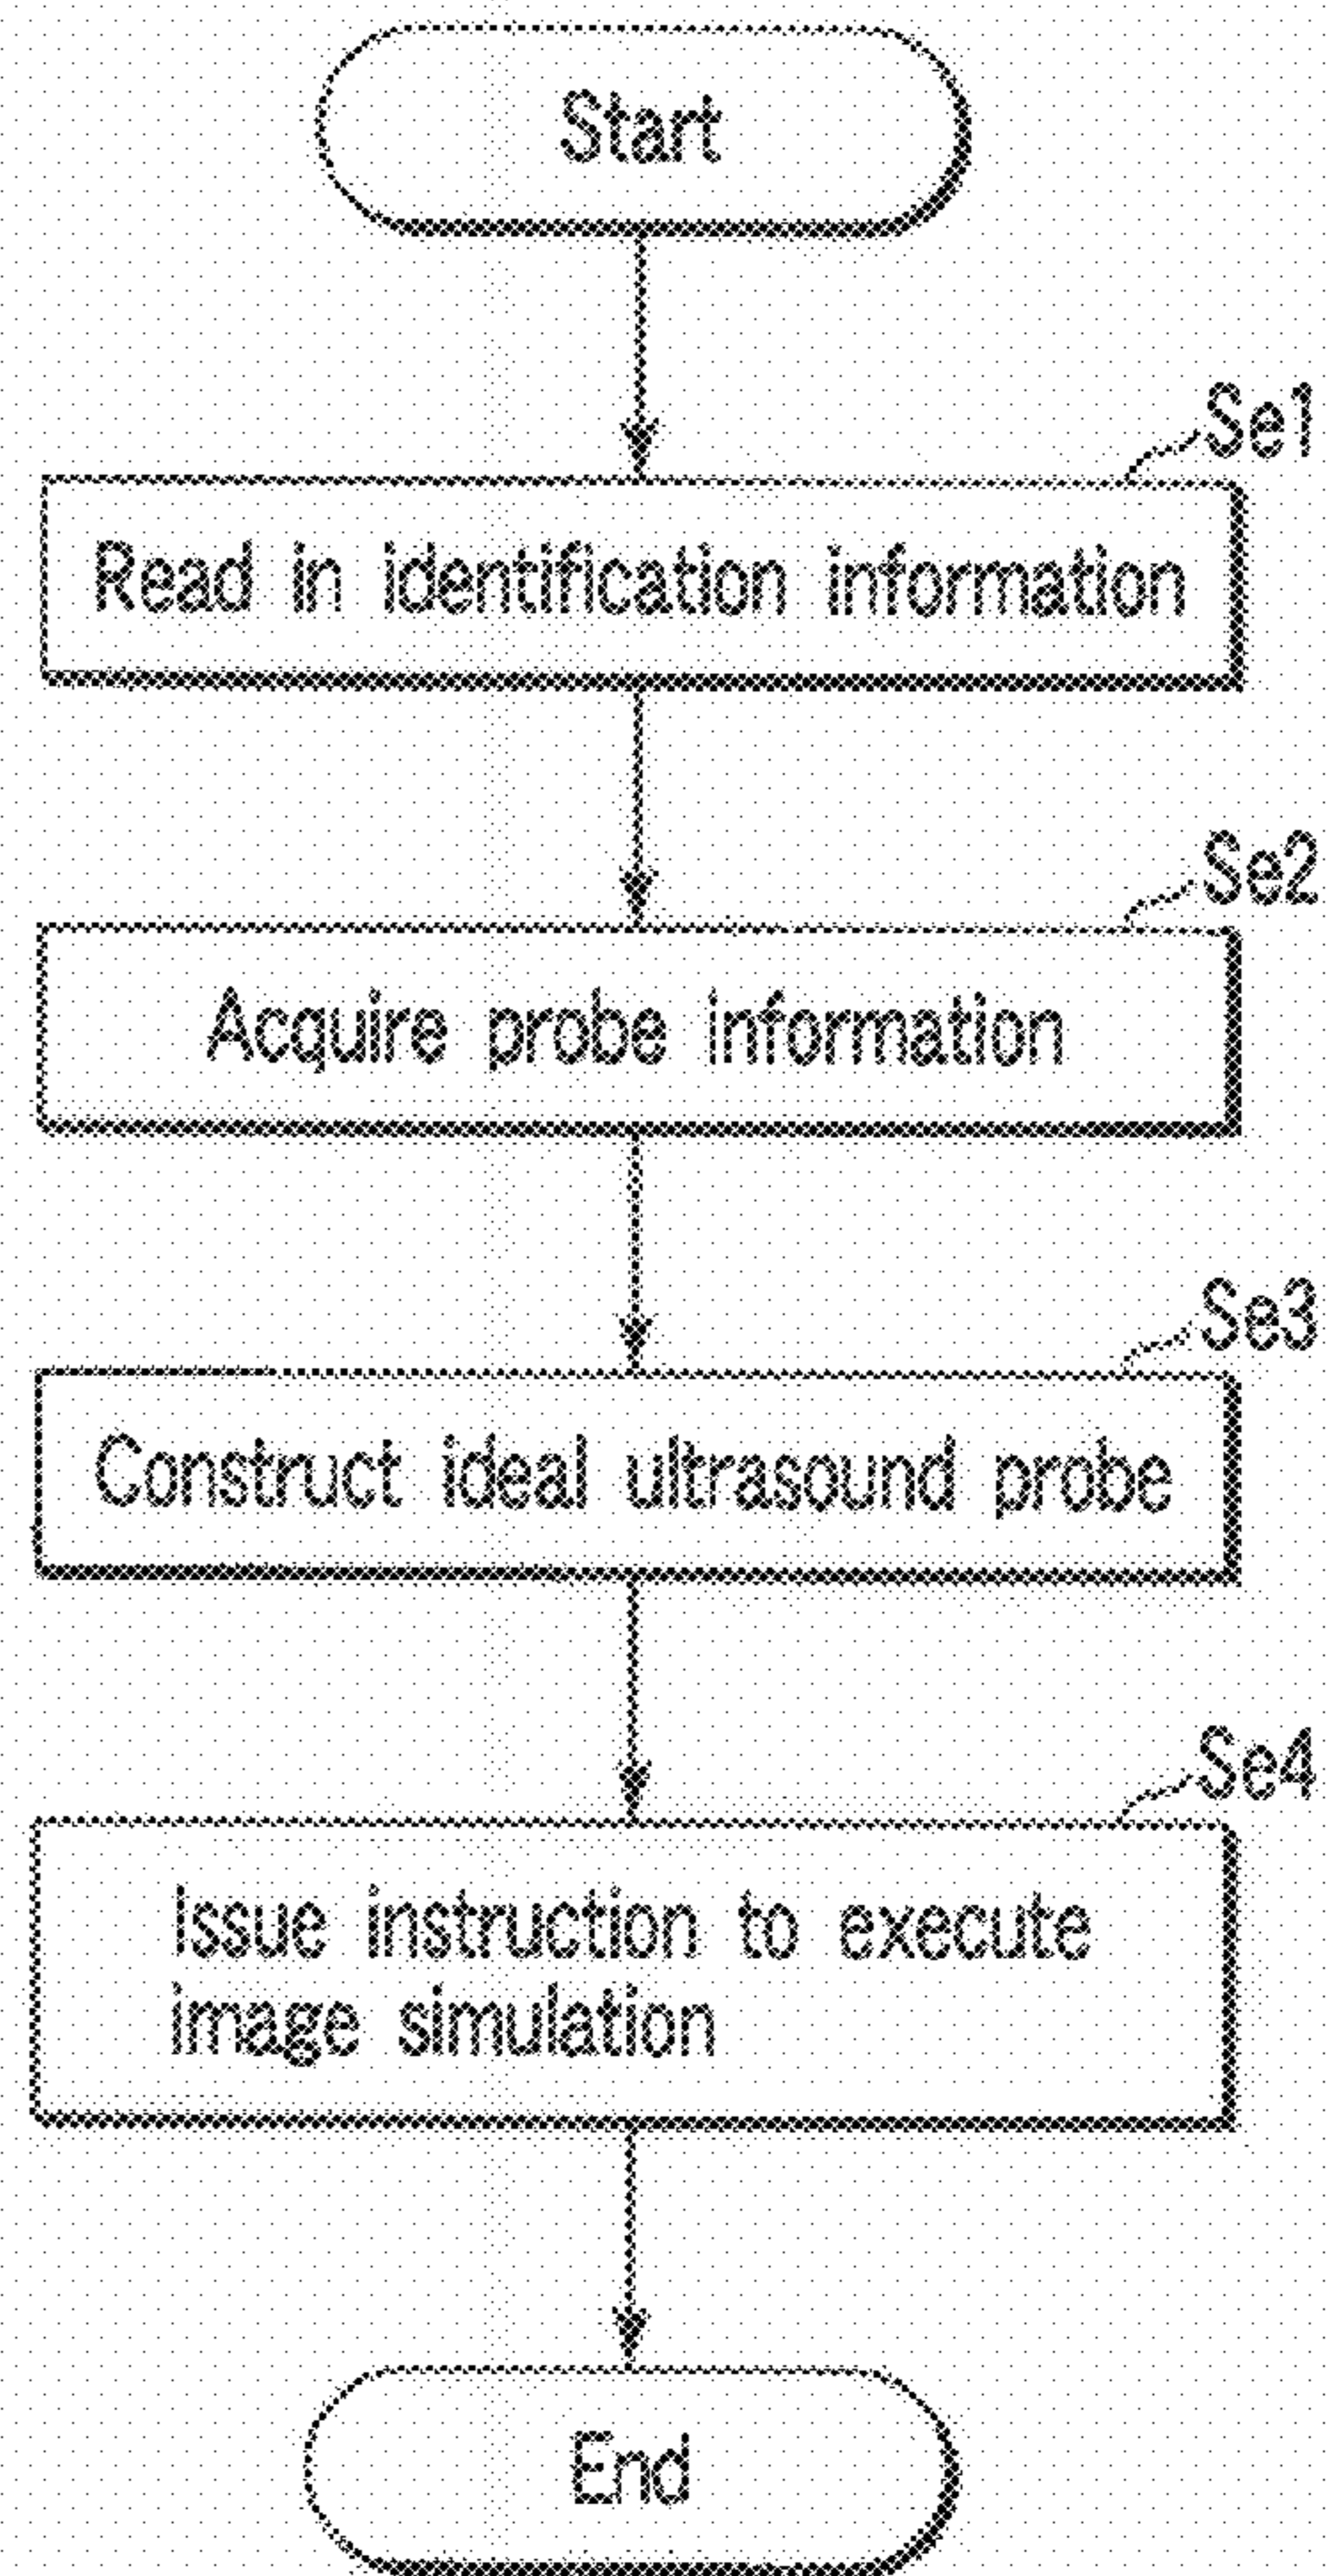 Start
Se1
Read in identification information
Se2
Acquire probe information
Se3
Construct ideal ultrasound probe
Se4
Issue instruction to execute
image simulation
End